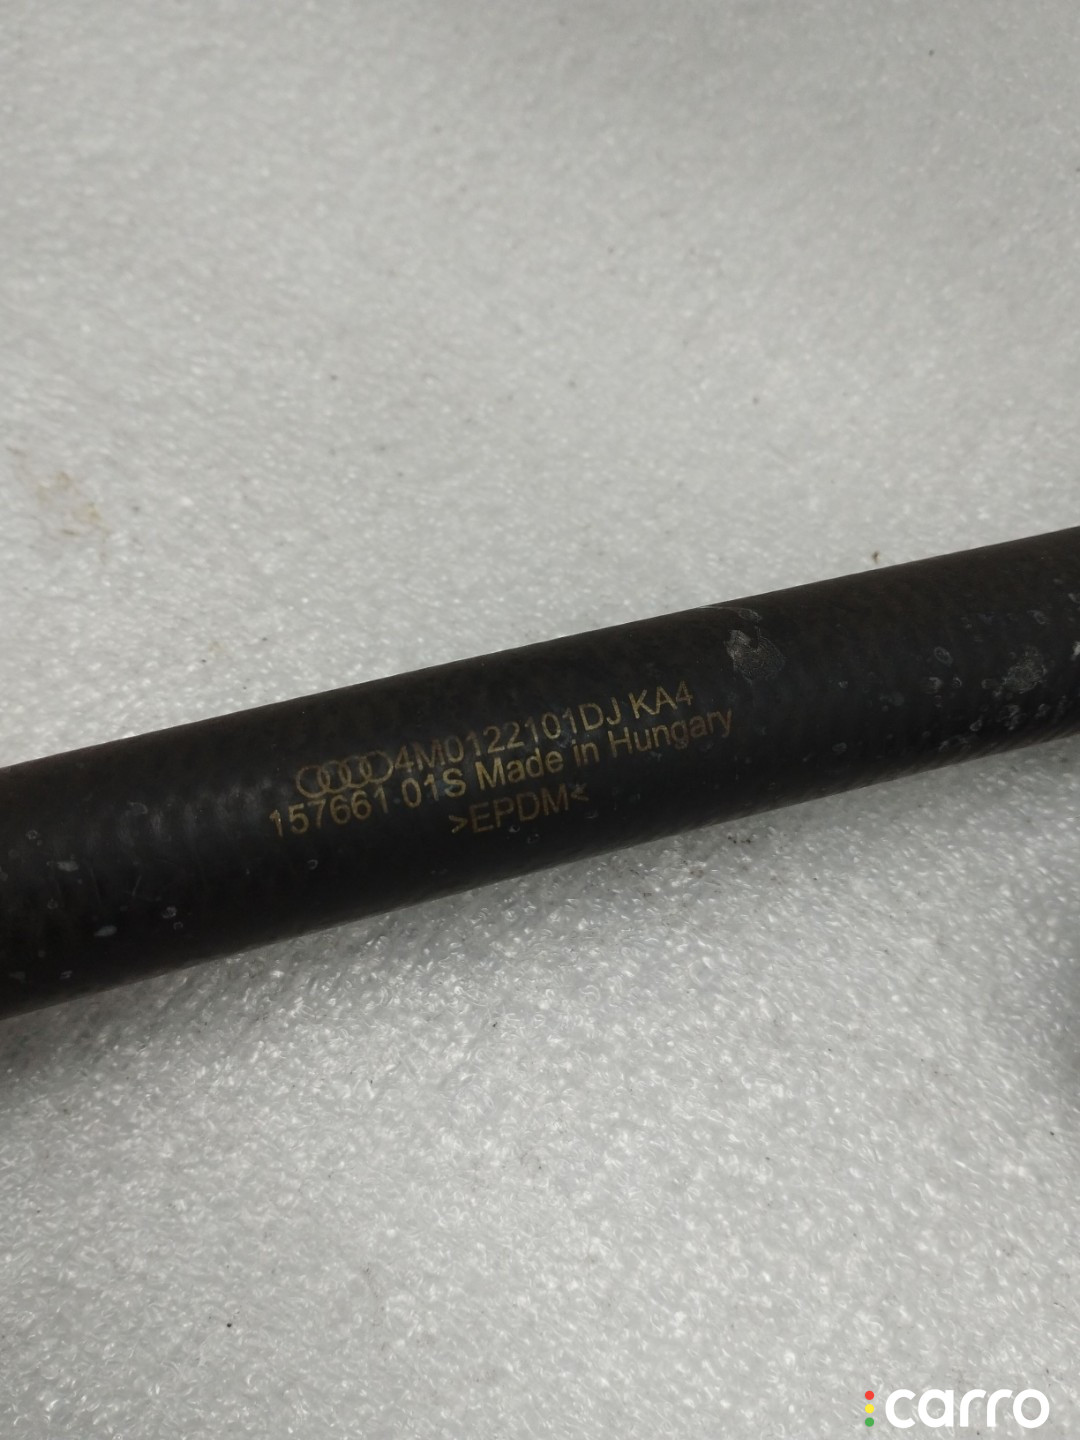 4M0122101DJ KA4
157661 01S Made in Hungary
>EPDM<
carro